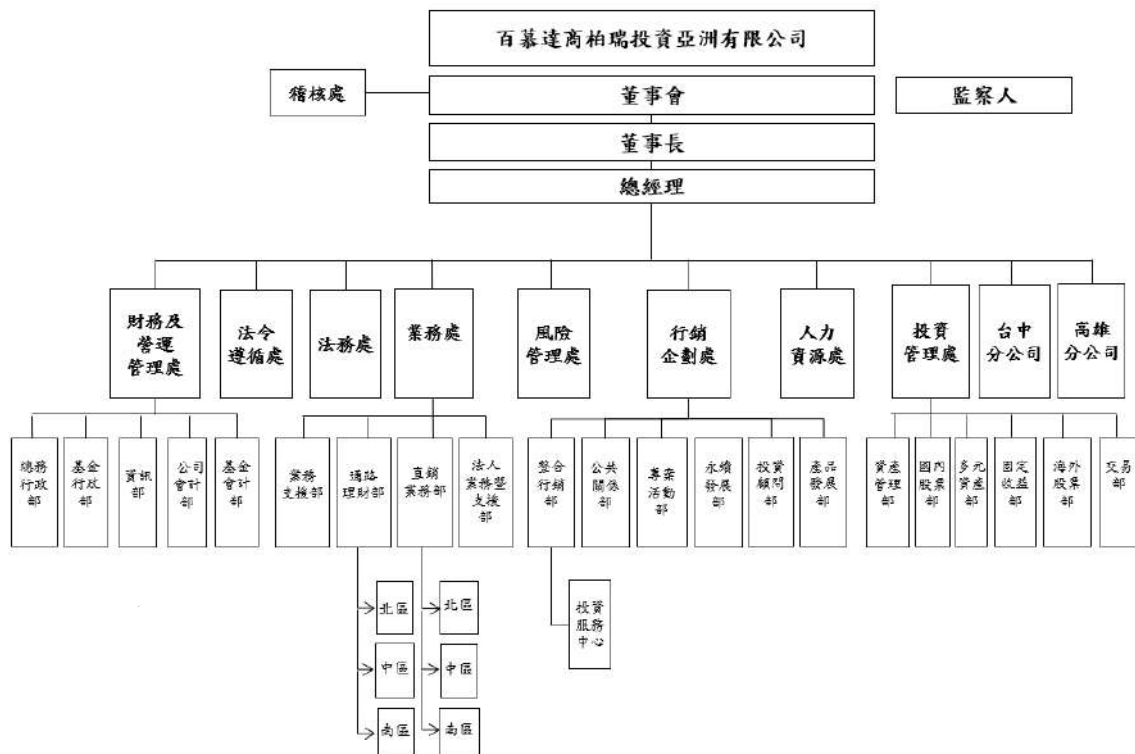 百慕達商柏瑞投資亞洲有限公司
稽核處
董事會
監察人
董事長
總經理
財務及
營運
管理處
法令
遵循處
法務處
業務處
風險
管理處
行銷
企劃處
人力
資源處
投資
管理處
台中
分公司
高雄
分公司
總務
行政部
基金
行政部
資訊
部
公司
會計部
基金
會計部
業務
支援部
通路
理財部
直銷
業務部
法人
業務暨
支援
部
整合
行銷部
公共
關係部
專案
活動部
永續
發展部
投資
顧問部
產品
發展部
資產
管理部
國內
股票部
多元
資產部
固定
收益
部
海外
股票
部
交易
部
北區
北區
中區
中區
南區
南區
投資
服務
中心